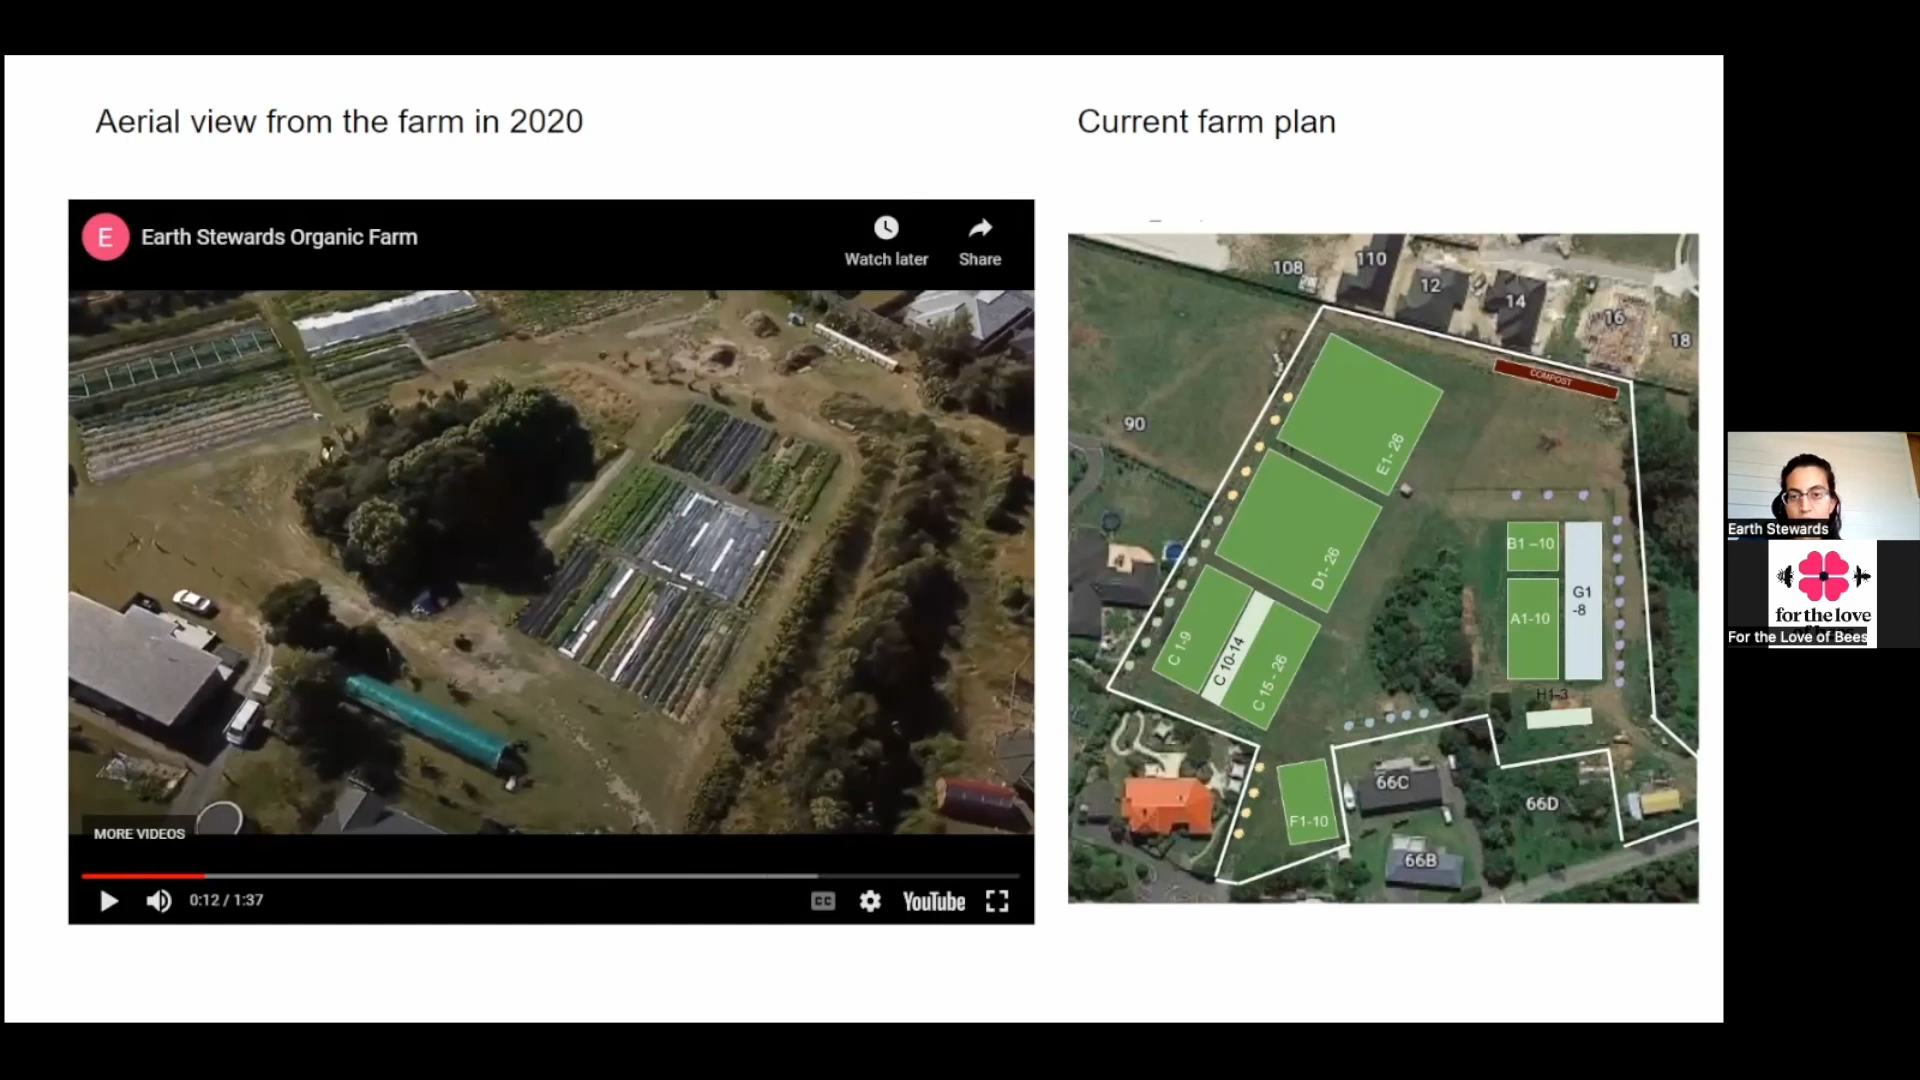 Aerial view from the farm in 2020
Current farm plan
E
Earth Stewards Organic Farm
Watch later
Share
MORE VIDEOS
0:12 / 1:37
CC
YouTube
108
110
12
14
16
18
COMPOST
90
E1- 26
D1- 26
C 1-9
C 10-14
C 15 - 26
B1 –10
A1-10
G1
-8
H1-3
F1-10
66C
66D
66B
Earth Stewards
for the love
For the Love of Bees